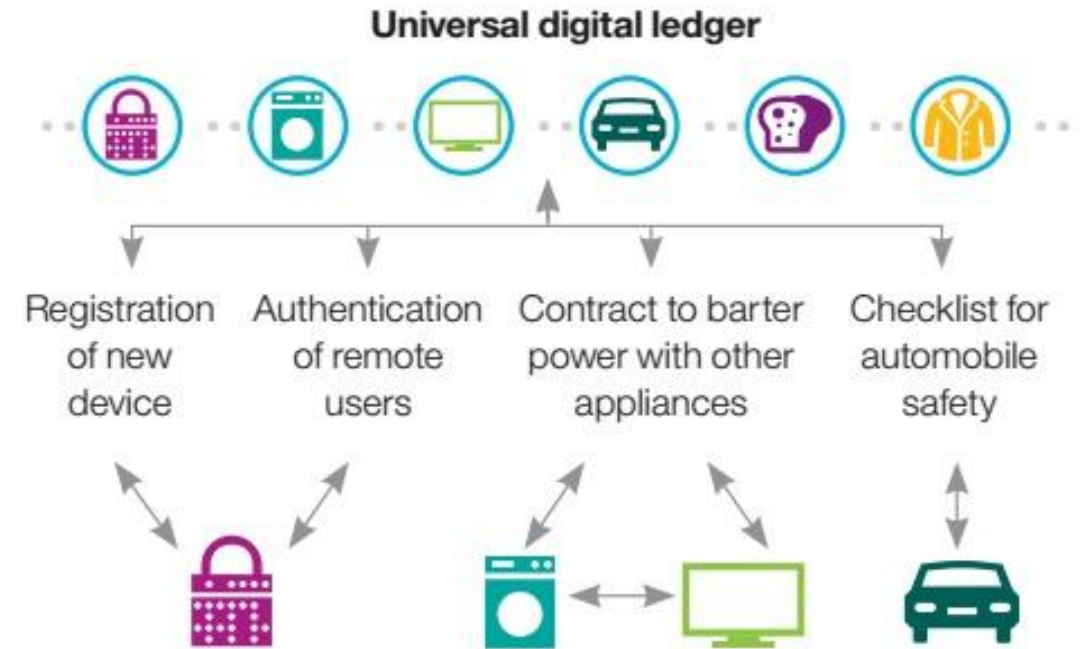 Universal digital ledger
Registration
of new
device
Authentication
of remote
users
Contract to barter
power with other
appliances
Checklist for
automobile
safety